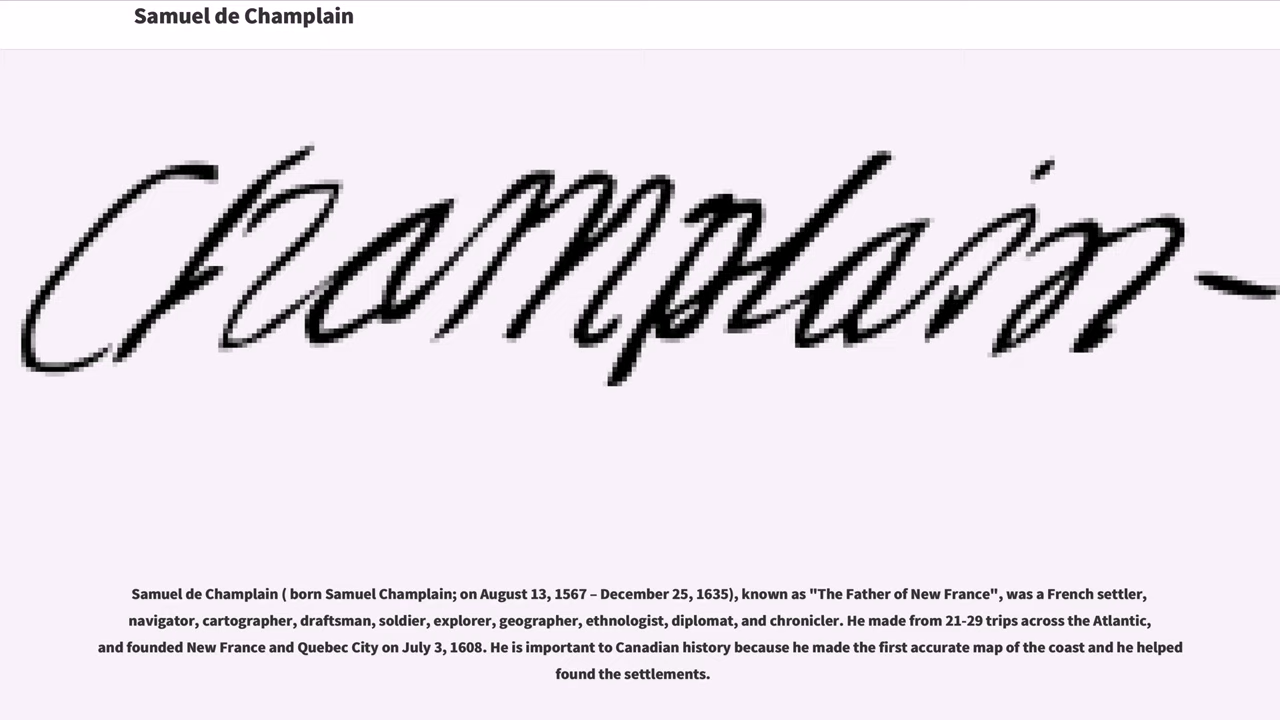 Samuel de Champlain
Champlain
Samuel de Champlain ( born Samuel Champlain; on August 13, 1567 – December 25, 1635), known as "The Father of New France", was a French settler,
navigator, cartographer, draftsman, soldier, explorer, geographer, ethnologist, diplomat, and chronicler. He made from 21-29 trips across the Atlantic,
and founded New France and Quebec City on July 3, 1608. He is important to Canadian history because he made the first accurate map of the coast and he helped
found the settlements.